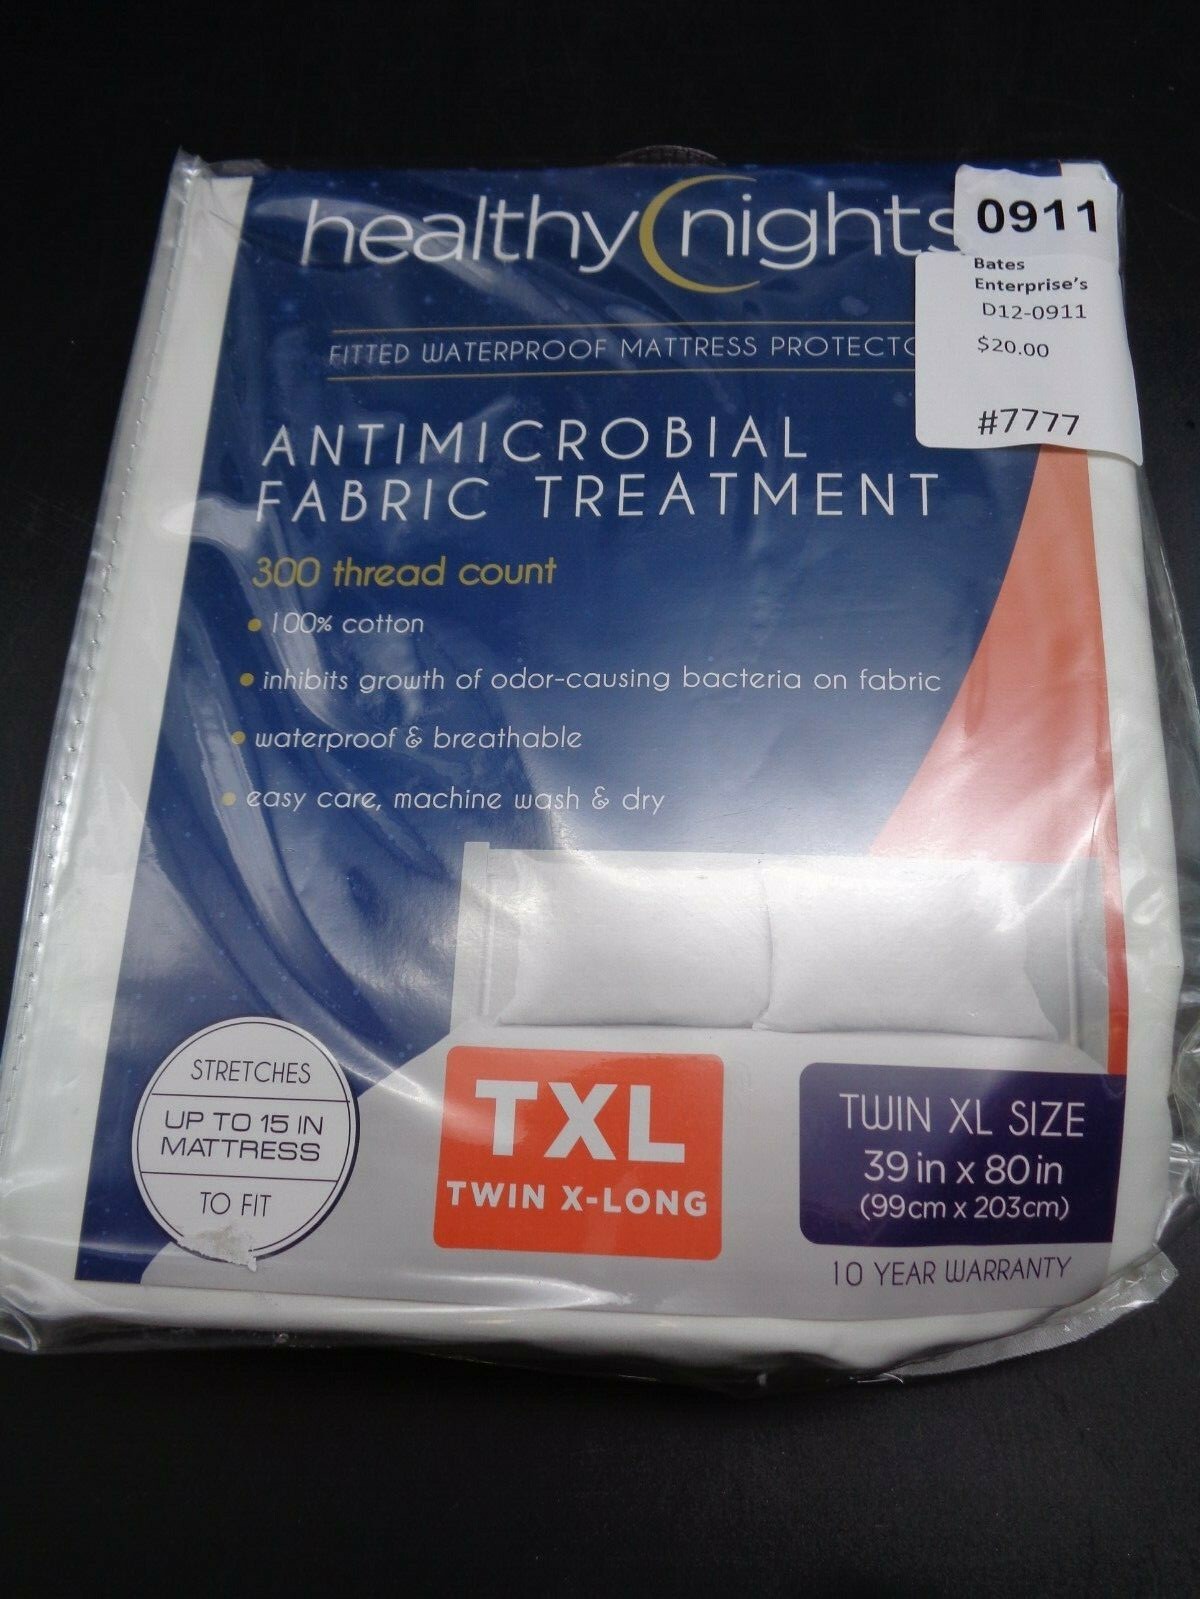 healthy nights
0911
Bates
Enterprise's
D12-0911
$20.00
#7777
FITTED WATERPROOF MATTRESS
ANTIMICROBIAL
FABRIC TREATMENT
300 thread count
• 100% cotton
• inhibits growth of odor-causing bacteria on fabric
• waterproof & breathable
• easy care, machine wash & dry
STRETCHES
UP TO 15 IN
MATTRESS
TO FIT
TXL
TWIN X-LONG
TWIN XL SIZE
39 in x 80 in
(99cm x 203cm)
10 YEAR WARRANTY